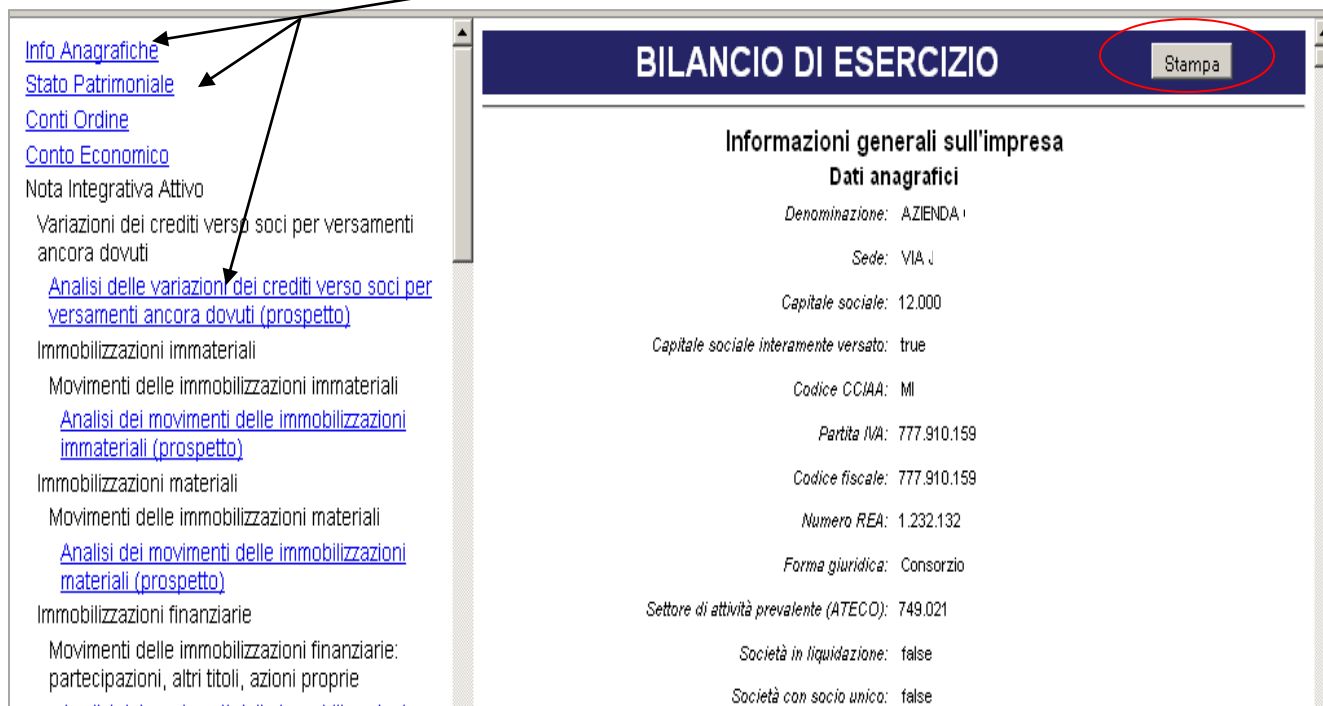 Info Anagrafiche
Stato Patrimoniale
Conti Ordine
Conto Economico
Nota Integrativa Attivo
Variazioni dei crediti verso soci per versamenti
ancora dovuti
Analisi delle variazioni dei crediti verso soci per
versamenti ancora dovuti (prospetto)
Immobilizzazioni immateriali
Movimenti delle immobilizzazioni immateriali
Analisi dei movimenti delle immobilizzazioni
immateriali (prospetto)
Immobilizzazioni materiali
Movimenti delle immobilizzazioni materiali
Analisi dei movimenti delle immobilizzazioni
materiali (prospetto)
Immobilizzazioni finanziarie
Movimenti delle immobilizzazioni finanziarie:
partecipazioni, altri titoli, azioni proprie
BILANCIO DI ESERCIZIO
Stampa
Informazioni generali sull'impresa
Dati anagrafici
Denominazione: AZIENDA
Sede: VIA J
Capitale sociale: 12.000
Capitale sociale interamente versato: true
Codice CCIAA: MI
Partita IVA: 777.910.159
Codice fiscale: 777.910.159
Numero REA: 1.232.132
Forma giuridica: Consorzio
Settore di attività prevalente (ATECO): 749.021
Società in liquidazione: false
Società con socio unico: false